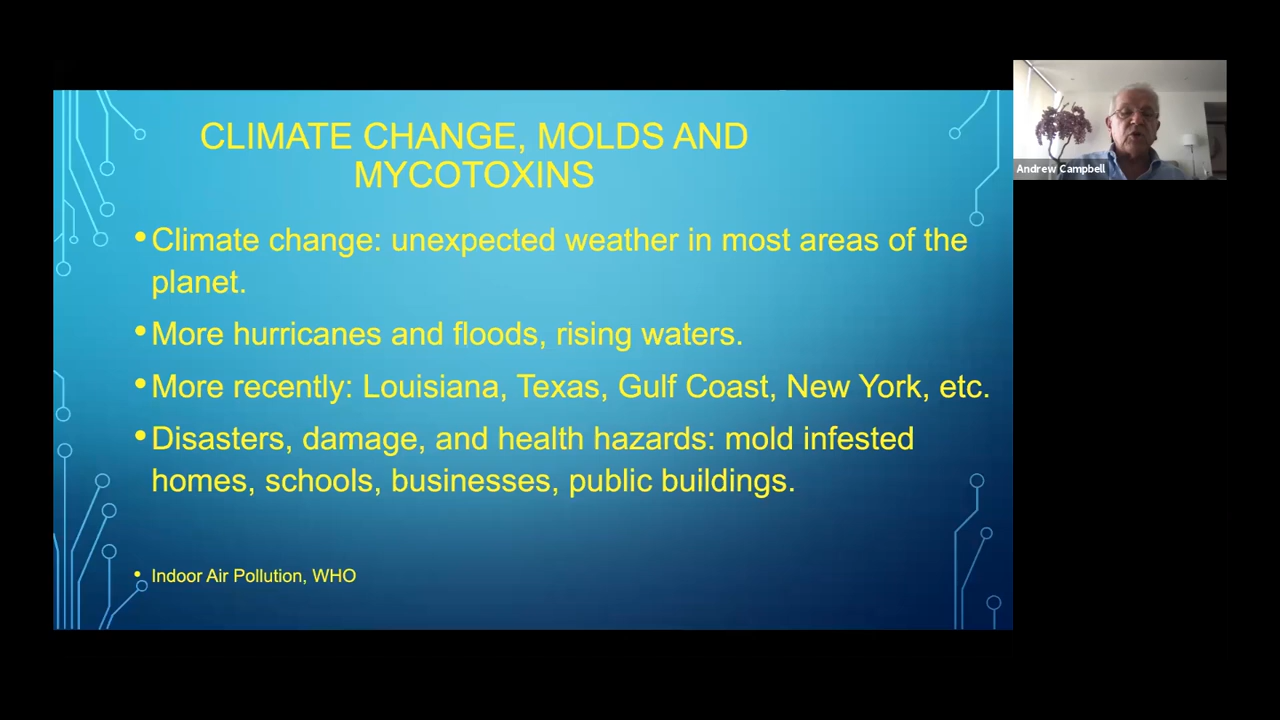 CLIMATE CHANGE, MOLDS AND
MYCOTOXINS
• Climate change: unexpected weather in most areas of the
planet.
• More hurricanes and floods, rising waters.
• More recently: Louisiana, Texas, Gulf Coast, New York, etc.
• Disasters, damage, and health hazards: mold infested
homes, schools, businesses, public buildings.
• Indoor Air Pollution, WHO
Andrew Campbell